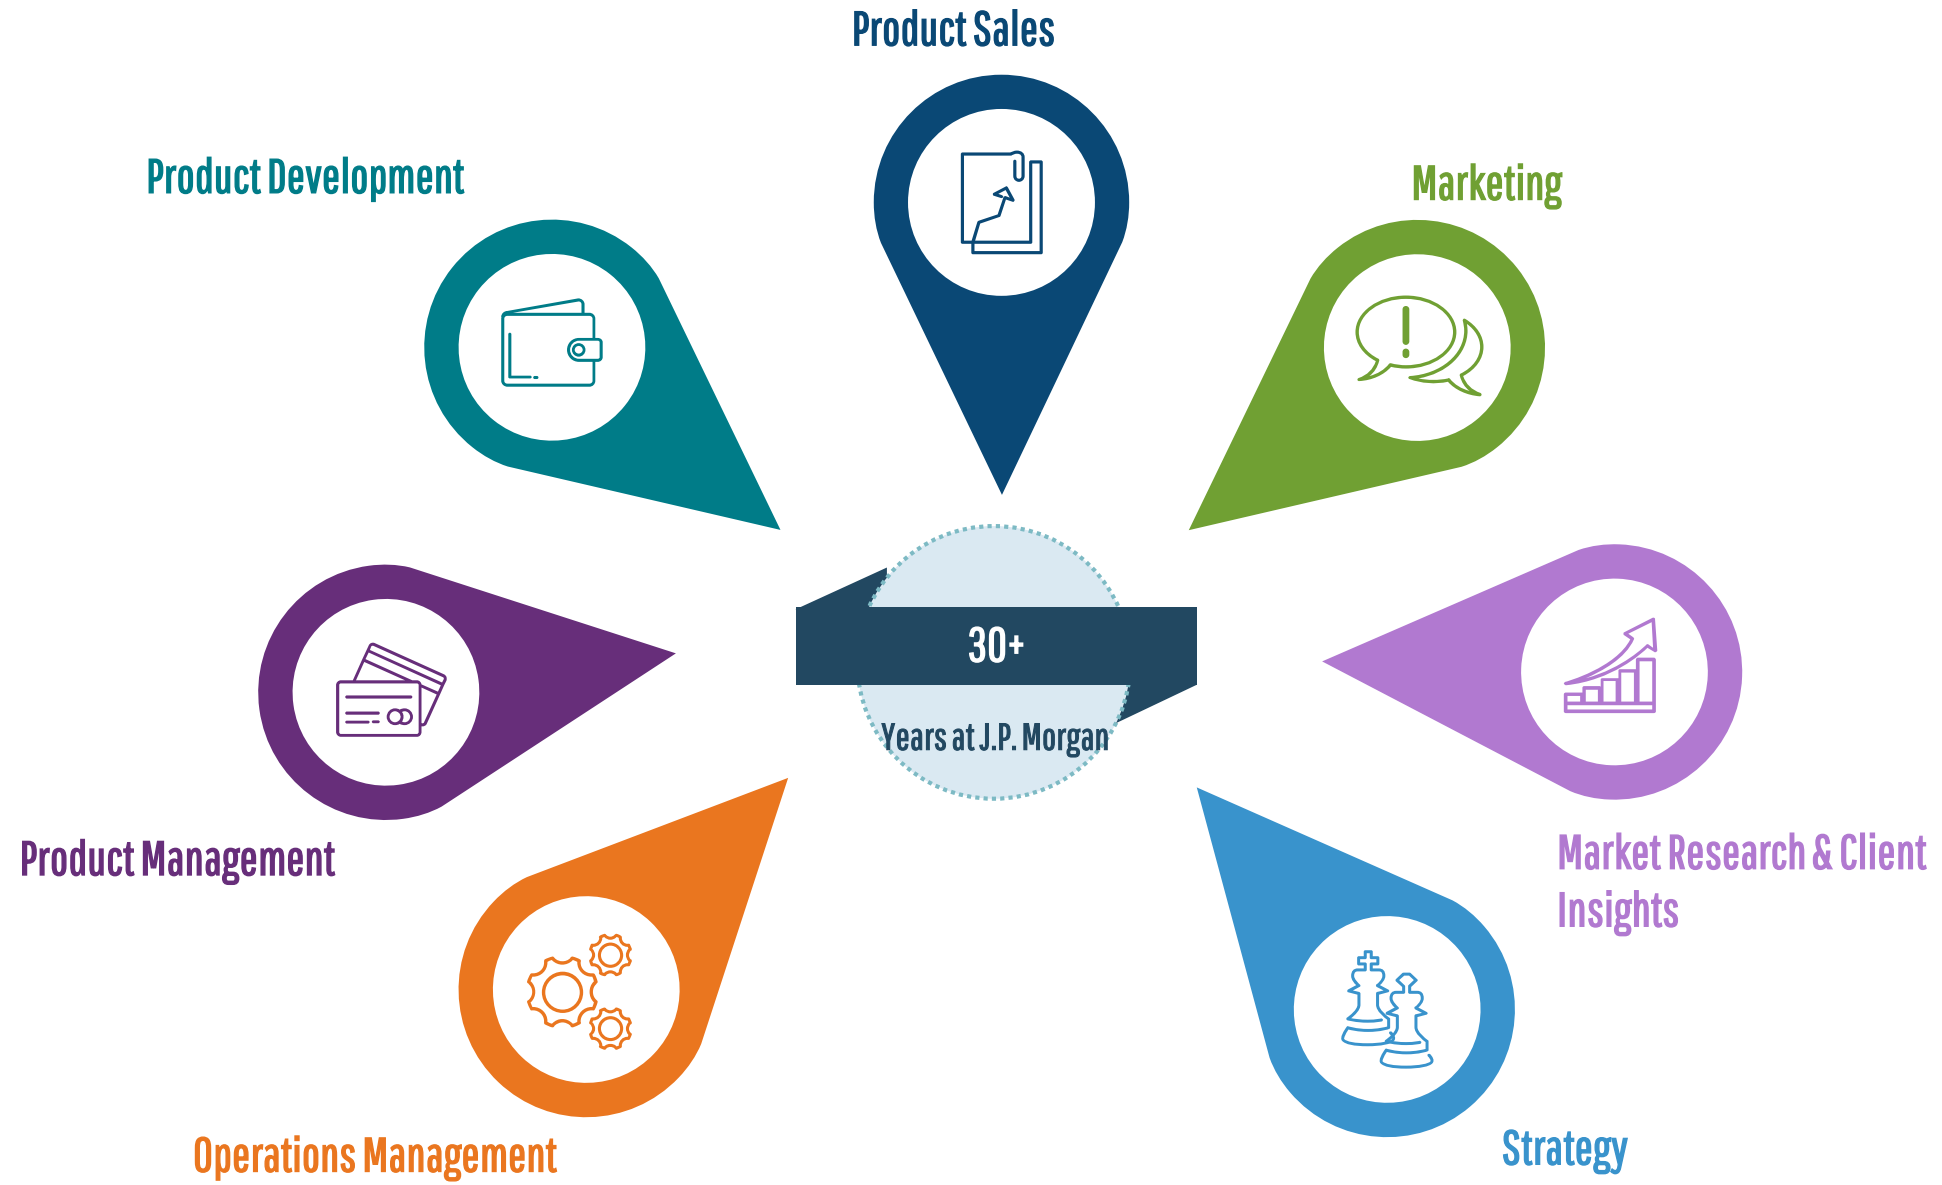 Product Sales
Product Development
Marketing
30+
Years at J.P. Morgan
Product Management
Market Research & Client
Insights
Operations Management
Strategy